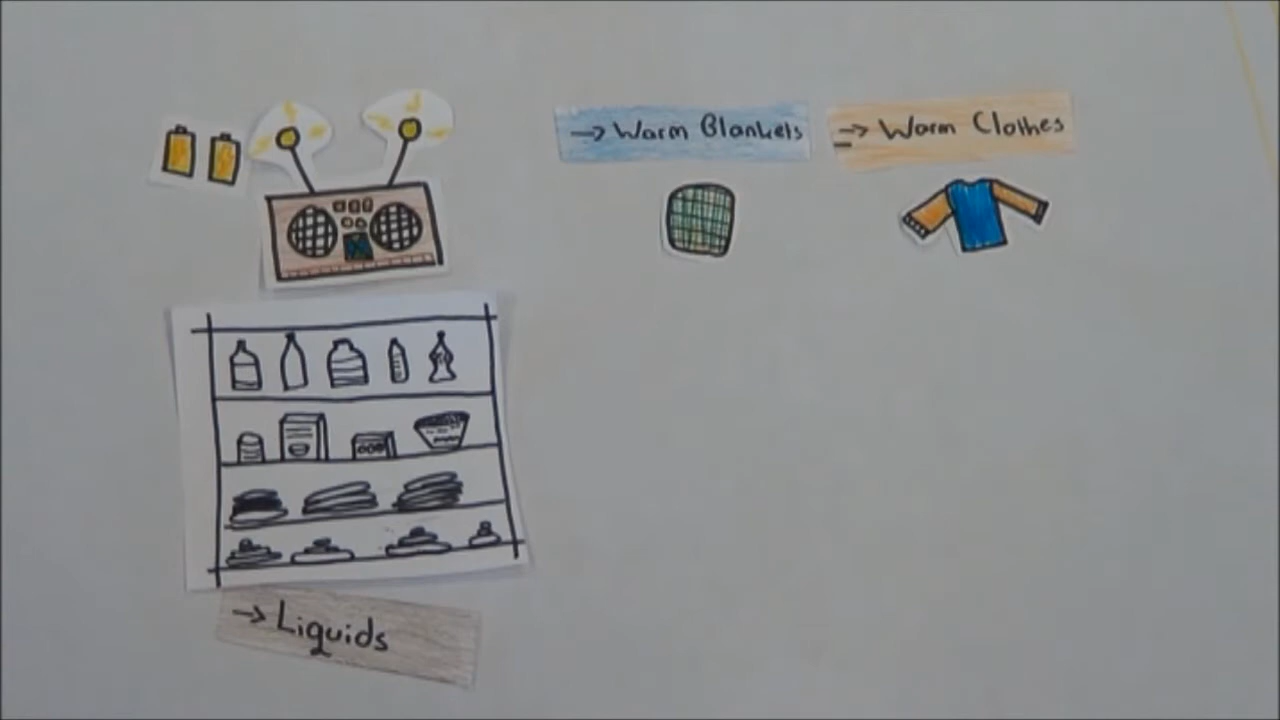 → Warm Blankets
→ Warm Clothes
→ Liquids